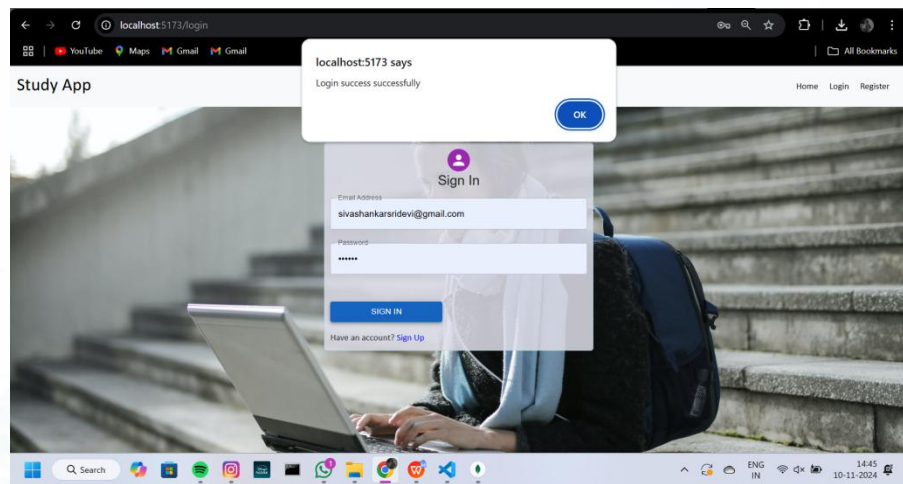 localhost:5173/login
YouTube Maps Gmail Gmail All Bookmarks
localhost:5173 says
Login success successfully
OK
Study App
Home Login Register
Sign In
Email Address
sivashankarsridevi@gmail.com
Password
••••••
SIGN IN
Have an account? Sign Up
Search
ENG
IN
14:45
10-11-2024